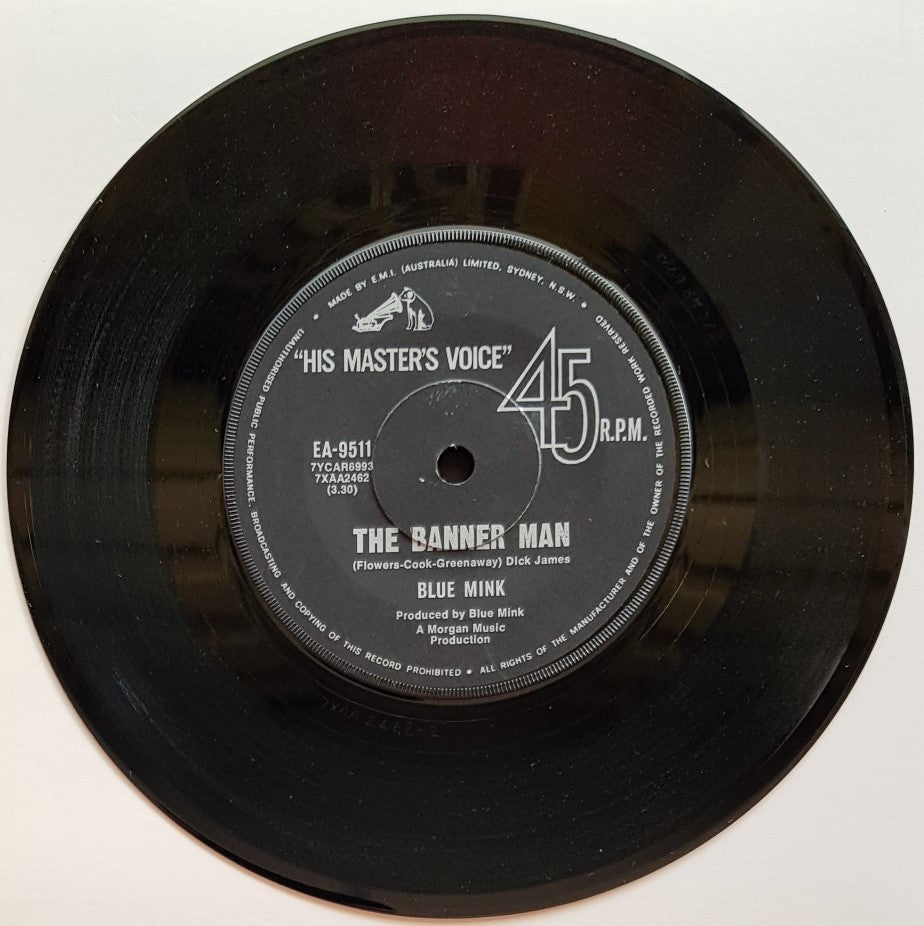 MADE BY E.M.I. (AUSTRALIA) LIMITED, SYDNEY, N.S.W.
"HIS MASTER'S VOICE"
45 R.P.M.
EA-9511
7YCAR6993
7XAA2462
(3.30)
THE BANNER MAN
(Flowers-Cook-Greenaway) Dick James
BLUE MINK
Produced by Blue Mink
A Morgan Music
Production
UNAUTHORISED PUBLIC PERFORMANCE, BROADCASTING AND COPYING OF THIS RECORD PROHIBITED • ALL RIGHTS OF THE MANUFACTURER AND OF THE OWNER OF THE RECORDED WORK RESERVED
7XAA2462-2